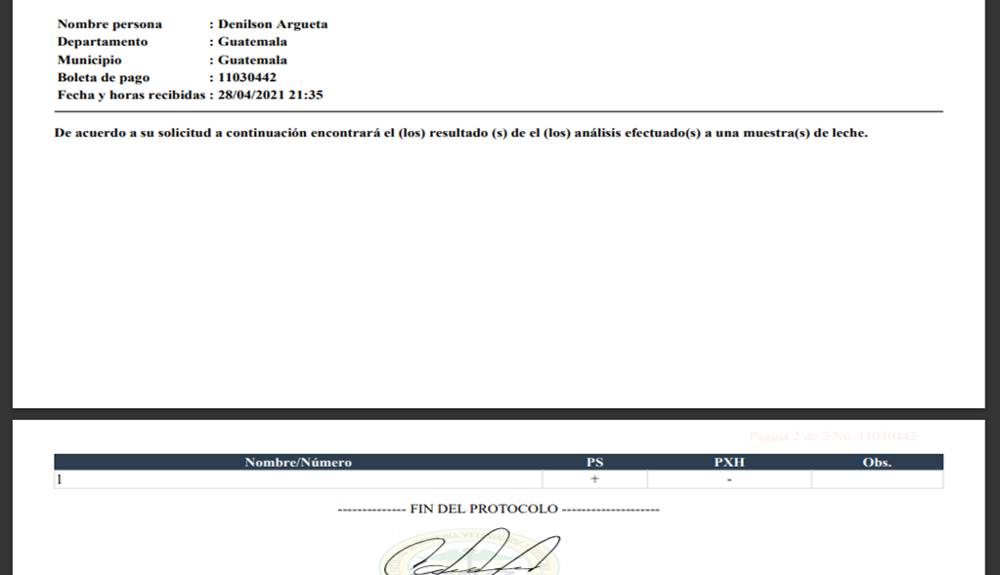 Nombre persona : Denilson Argueta
Departamento : Guatemala
Municipio : Guatemala
Boleta de pago : 11030442
Fecha y horas recibidas : 28/04/2021 21:35
De acuerdo a su solicitud a continuación encontrará el (los) resultado (s) de el (los) análisis efectuado(s) a una muestra(s) de leche.
Página 2 de 2 No. 11030442
Nombre/Número PS PXH Obs.
1 + -
-------------- FIN DEL PROTOCOLO --------------------